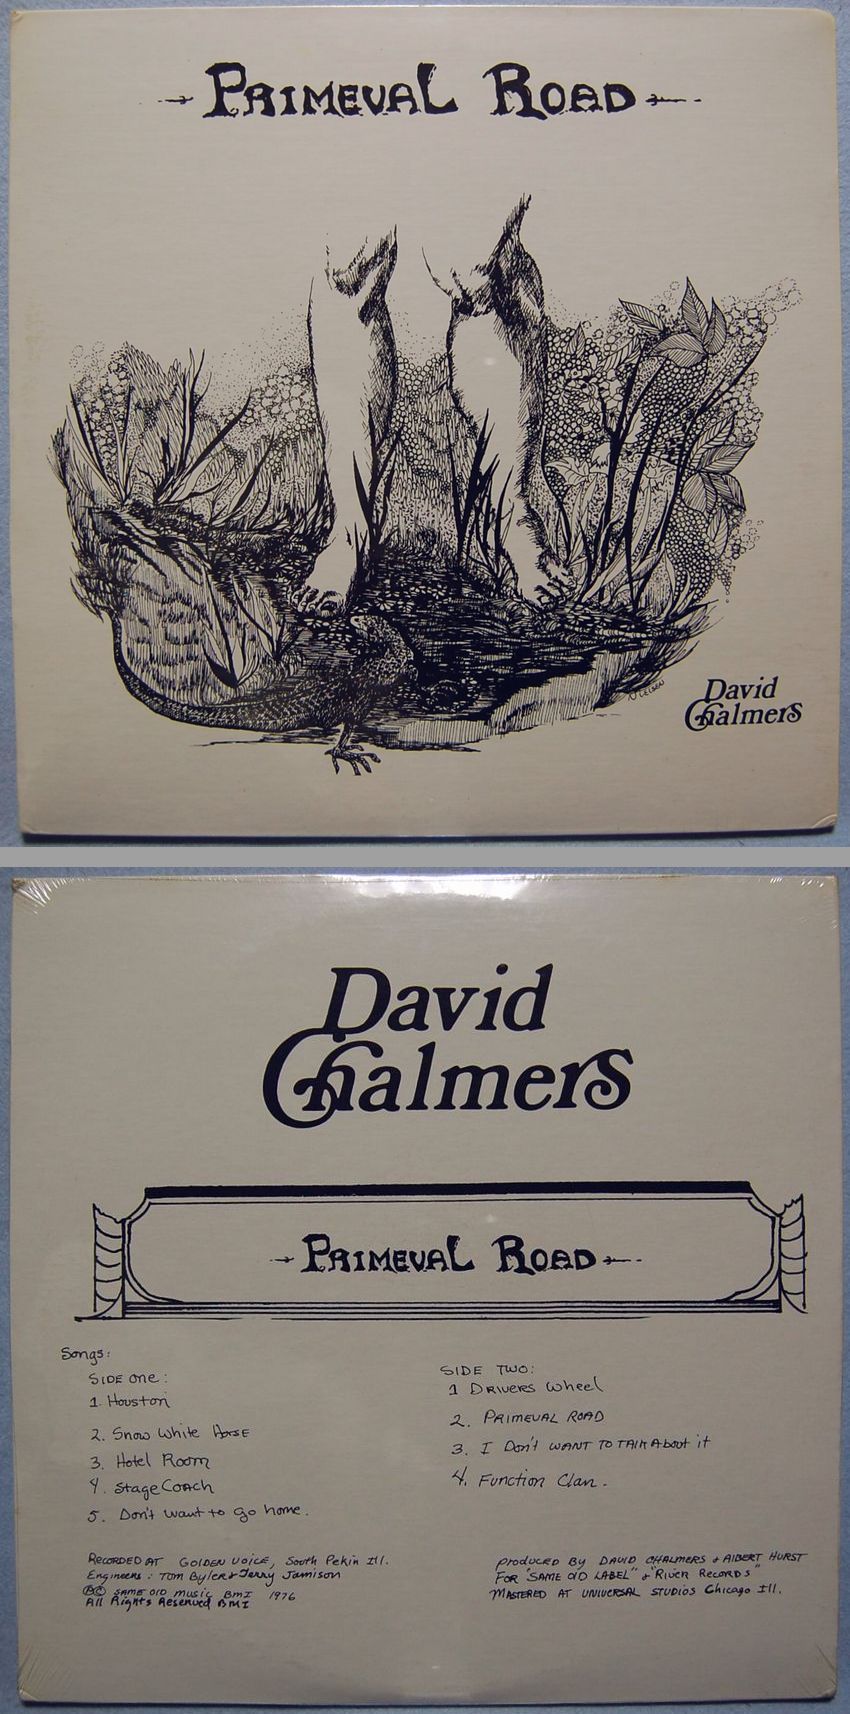 PRIMEVAL ROAD
NIELSEN
David
Chalmers
David
Chalmers
PRIMEVAL ROAD
Songs:
SIDE one:
1. Houston
2. Snow White Horse
3. Hotel Room
4. Stage Coach
5. Don't want to go home.
SIDE TWO:
1 DRIVERS Wheel
2. PRIMEVAL ROAD
3. I Don't WANT TO TAlk About it
4. Function Clan.
RECORDED AT GOLDEN VOICE, South Pekin Ill.
Engineers: Tom Byler & Jerry Jamison
℗© SAME Old Music BMI 1976
All Rights Reserved BMI
Produced By DAVID CHALMERS & AlBERT HURST
FOR "SAME Old LABEL" & "RIVER RECORDS"
MASTERED AT UNIVERSAL STUDIOS Chicago Ill.